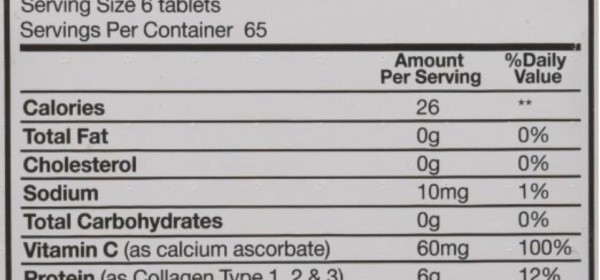 Serving Size 6 tablets
Servings Per Container 65
Amount Per Serving %Daily Value
Calories 26 **
Total Fat 0g 0%
Cholesterol 0g 0%
Sodium 10mg 1%
Total Carbohydrates 0g 0%
Vitamin C (as calcium ascorbate) 60mg 100%
Protein (as Collagen Type 1, 2 & 3) 6g 12%